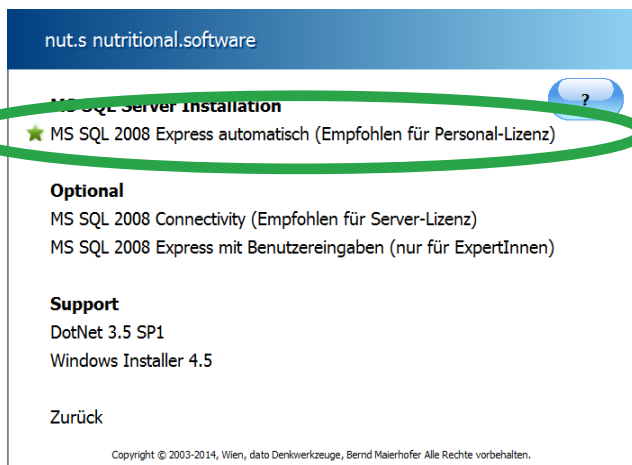 nut.s nutritional.software
MS SQL Server Installation
?
MS SQL 2008 Express automatisch (Empfohlen für Personal-Lizenz)
Optional
MS SQL 2008 Connectivity (Empfohlen für Server-Lizenz)
MS SQL 2008 Express mit Benutzereingaben (nur für ExpertInnen)
Support
DotNet 3.5 SP1
Windows Installer 4.5
Zurück
Copyright © 2003-2014, Wien, dato Denkwerkzeuge, Bernd Maierhofer Alle Rechte vorbehalten.